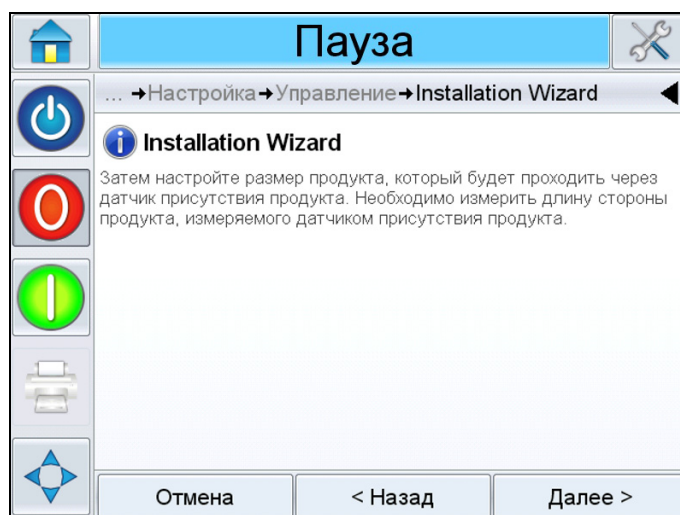 Пауза
... →Настройка→Управление→Installation Wizard
Installation Wizard
Затем настройте размер продукта, который будет проходить через
датчик присутствия продукта. Необходимо измерить длину стороны
продукта, измеряемого датчиком присутствия продукта.
Отмена
< Назад
Далее >